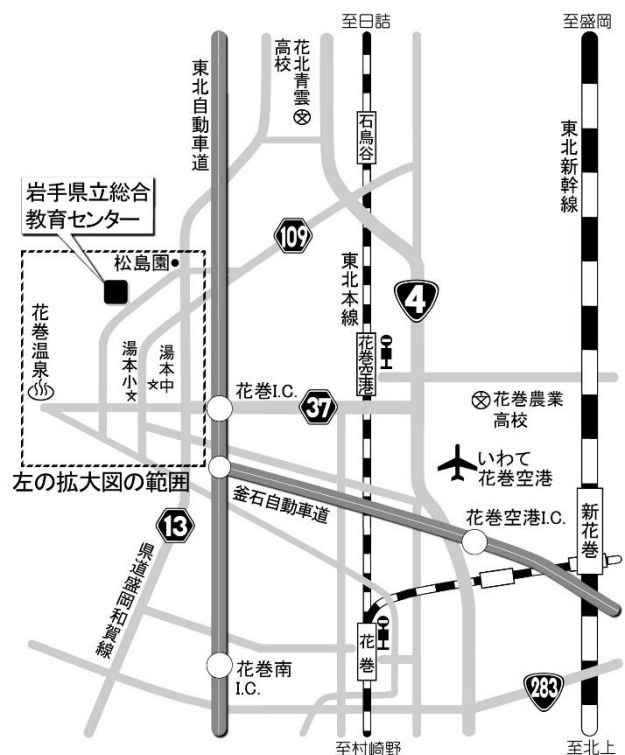 至日詰
至盛岡
東北自動車道
花北青雲
高校
石鳥谷
東北新幹線
岩手県立総合
教育センター
109
松島園
東北本線
4
花巻温泉
湯本小
湯本中
花巻空港
花巻I.C.
37
花巻農業
高校
いわて
花巻空港
左の拡大図の範囲
釜石自動車道
花巻空港I.C.
新花巻
13
県道盛岡和賀線
花巻
花巻南
I.C.
283
至村崎野
至北上